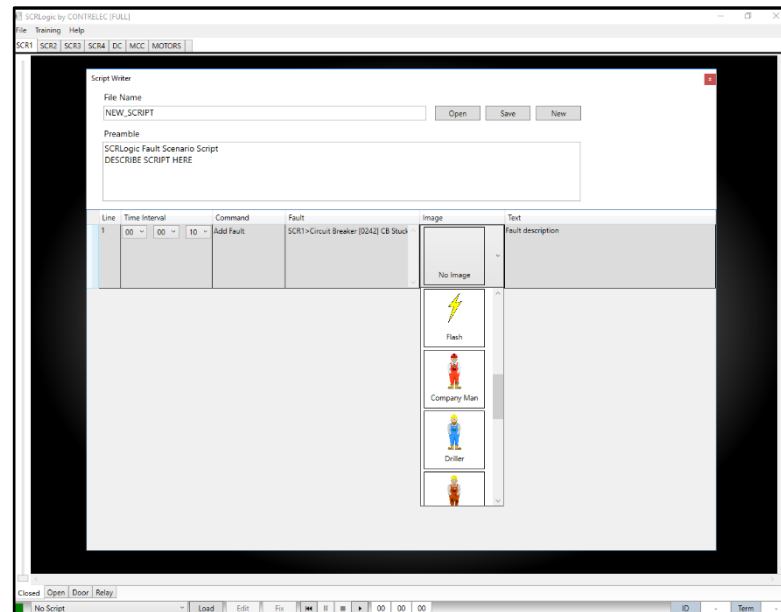 SCRLogic by CONTRELEC [FULL]
File Training Help
SCR1 SCR2 SCR3 SCR4 DC MCC MOTORS
Script Writer
File Name
NEW_SCRIPT Open Save New
Preamble
SCRLogic Fault Scenario Script
DESCRIBE SCRIPT HERE
Line Time Interval Command Fault Image Text
1 00 00 10 Add Fault SCR1>Circuit Breaker [0242] CB Stuck Fault description
No Image
Flash
Company Man
Driller
Closed Open Door Relay
No Script Load Edit Fix 00 00 00 ID - Term -